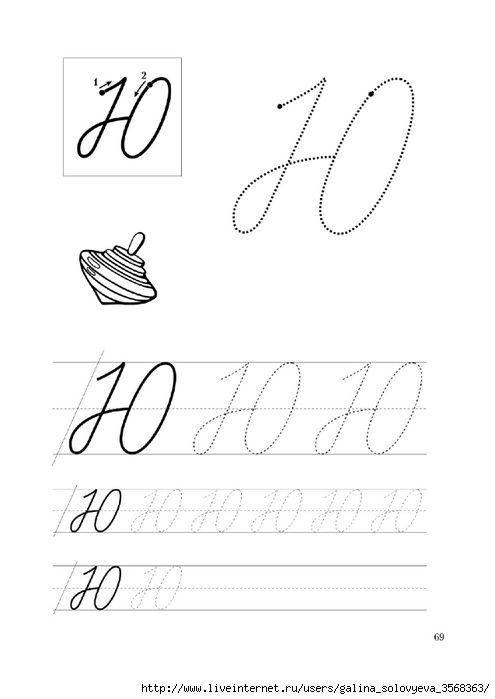 1 2
Ю Ю
Ю Ю Ю
Ю Ю Ю Ю Ю Ю
Ю Ю
69
http://www.liveinternet.ru/users/galina_solovyeva_3568363/